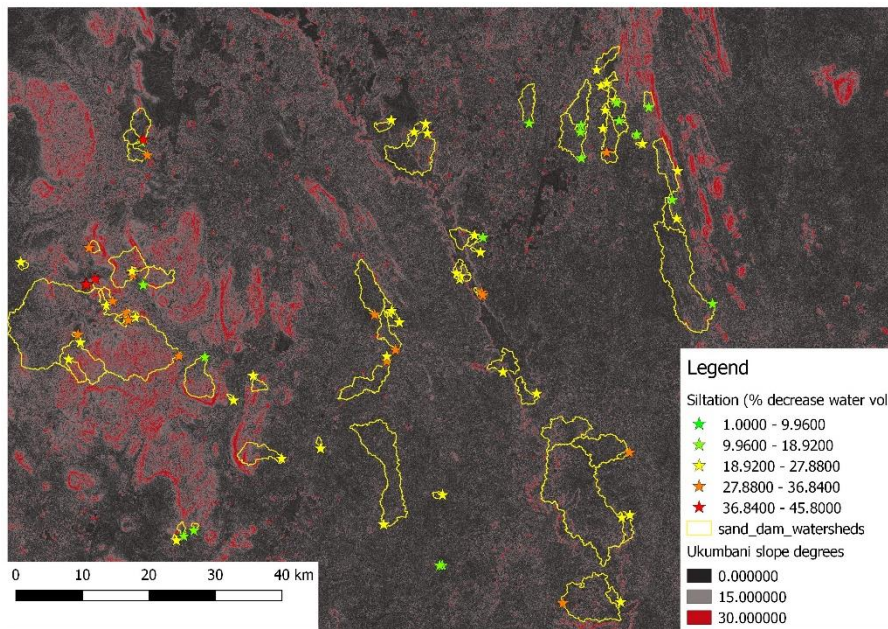 Legend
Siltation (% decrease water vol
1.0000 - 9.9600
9.9600 - 18.9200
18.9200 - 27.8800
27.8800 - 36.8400
36.8400 - 45.8000
sand_dam_watersheds
Ukumbani slope degrees
0.000000
15.000000
30.000000
0 10 20 30 40 km